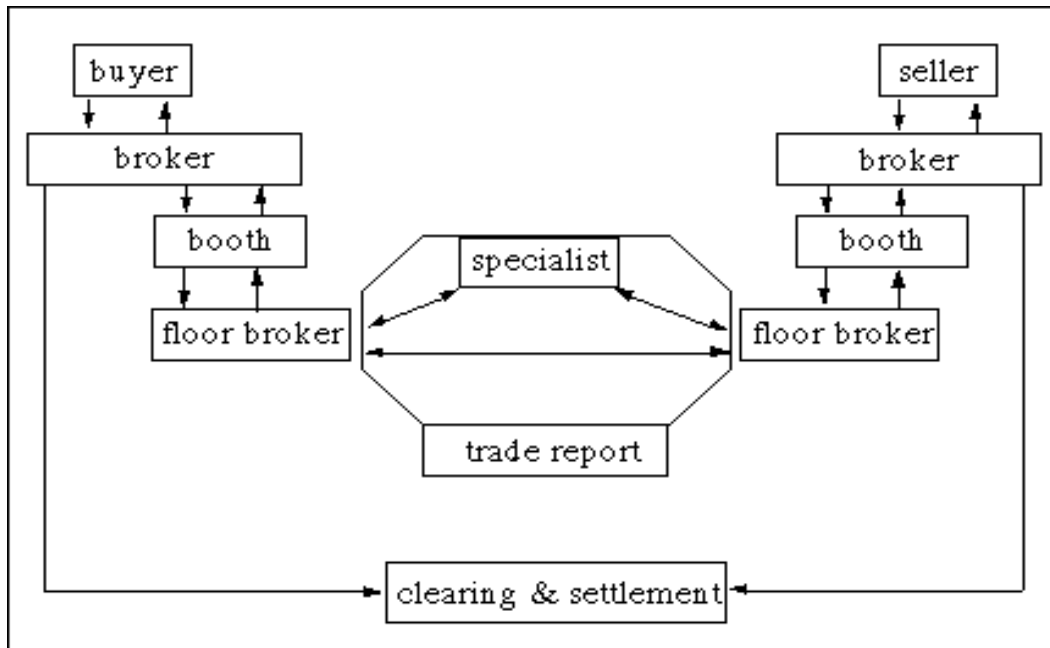 buyer
seller
broker
broker
booth
booth
specialist
floor broker
floor broker
trade report
clearing & settlement